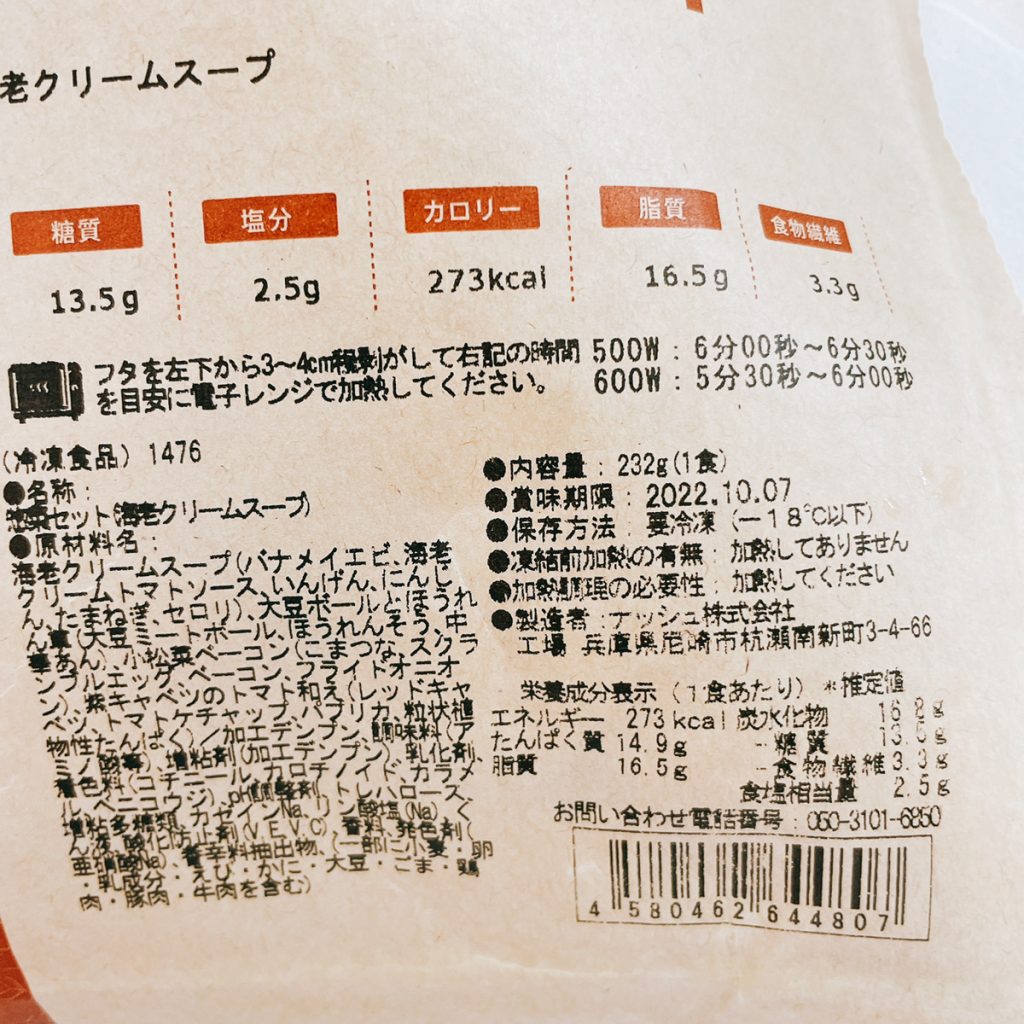 老クリームスープ
糖質
塩分
カロリー
脂質
食物繊維
13.5g
2.5g
273kcal
16.5g
3.3g
フタを左下から3～4cm程剥がして右記の時間
を目安に電子レンジで加熱してください。
500W : 6分00秒～6分30秒
600W : 5分30秒～6分00秒
(冷凍食品) 1476
●名称 :
惣菜セット(海老クリームスープ)
●原材料名 :
海老クリームスープ(バナメイエビ、海老
クリームトマトソース、いんげん、にんじ
ん、たまねぎ、セロリ)、大豆ボールとほうれ
ん草(大豆ミートボール、ほうれんそう、中
華あん)、小松菜ベーコン(こまつな、スクラ
ンブルエッグ、ベーコン、フライドオニオ
ン)、紫キャベツのトマト和え(レッドキャ
ベツ、トマトケチャップ、パプリカ、粒状植
物性たんぱく)／加工デンプン、調味料(ア
ミノ酸等)、増粘剤(加工デンプン)、乳化剤、
着色料(コチニール、カロチノイド、カラメ
ル、ベニコウジ)、pH調整剤、トレハロース、
増粘多糖類、カゼインNa、リン酸塩(Na)、く
ん液、酸化防止剤(V.E、V.C)、香料、発色剤(
亜硝酸Na)、香辛料抽出物、(一部に小麦・卵
・乳成分・えび・かに・大豆・ごま・鶏
肉・豚肉・牛肉を含む)
●内容量 : 232g(1食)
●賞味期限 : 2022.10.07
●保存方法 : 要冷凍 (－18℃以下)
●凍結前加熱の有無 : 加熱してありません
●加熱調理の必要性 : 加熱してください
●製造者 : ナッシュ株式会社
工場 兵庫県尼崎市杭瀬南新町3-4-66
栄養成分表示 (1食あたり) *推定値
エネルギー 273kcal 炭水化物 16.8g
たんぱく質 14.9g - 糖質 13.5g
脂質 16.5g - 食物繊維 3.3g
食塩相当量 2.5g
お問い合わせ電話番号 : 050-3101-6850
4 580462 644807